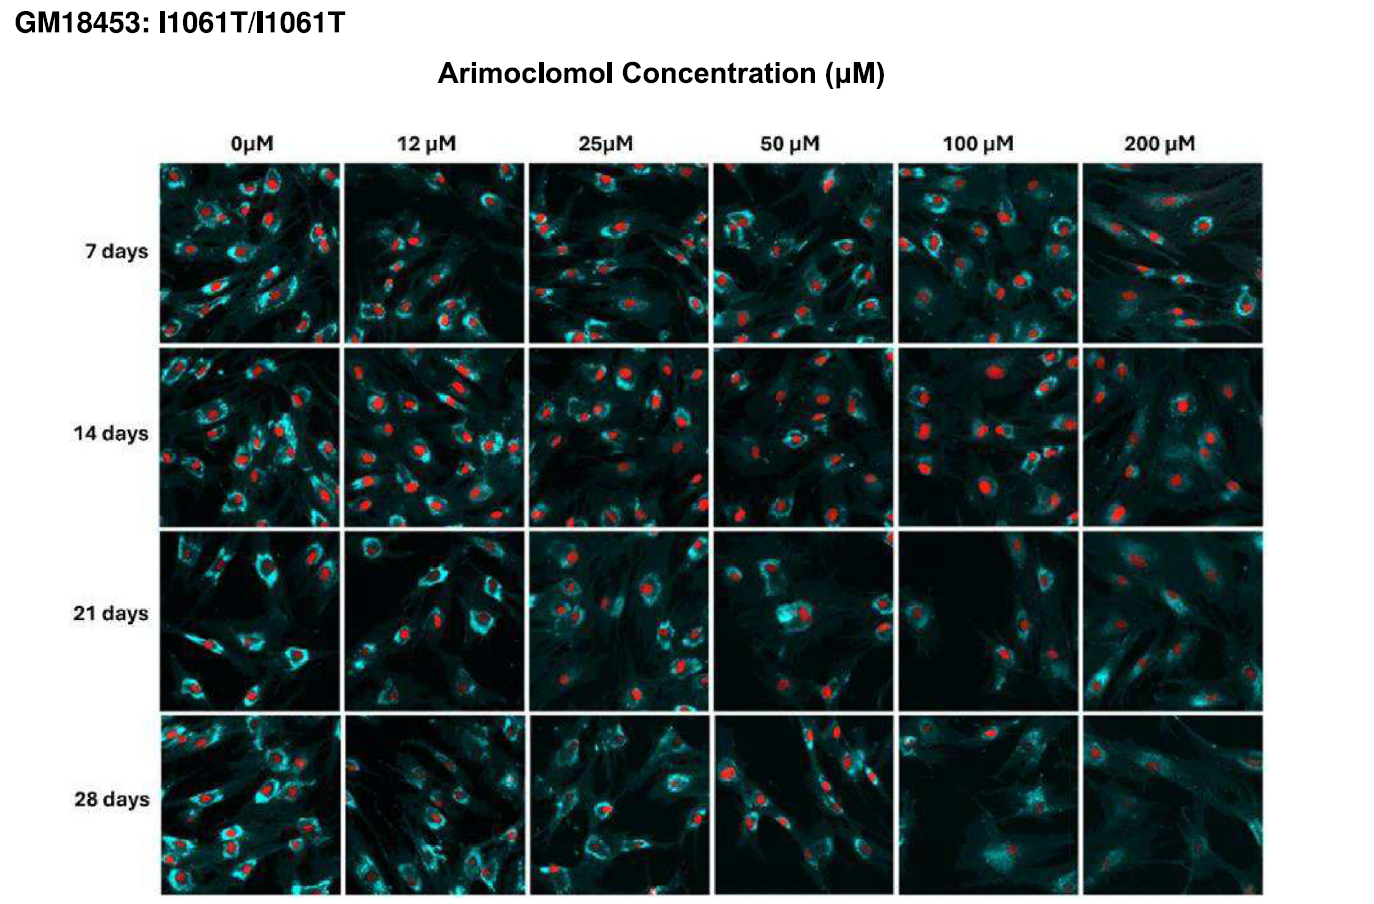 GM18453: I1061T/I1061T
Arimoclomol Concentration (µM)
0µM 12 µM 25µM 50 µM 100 µM 200 µM
7 days
14 days
21 days
28 days